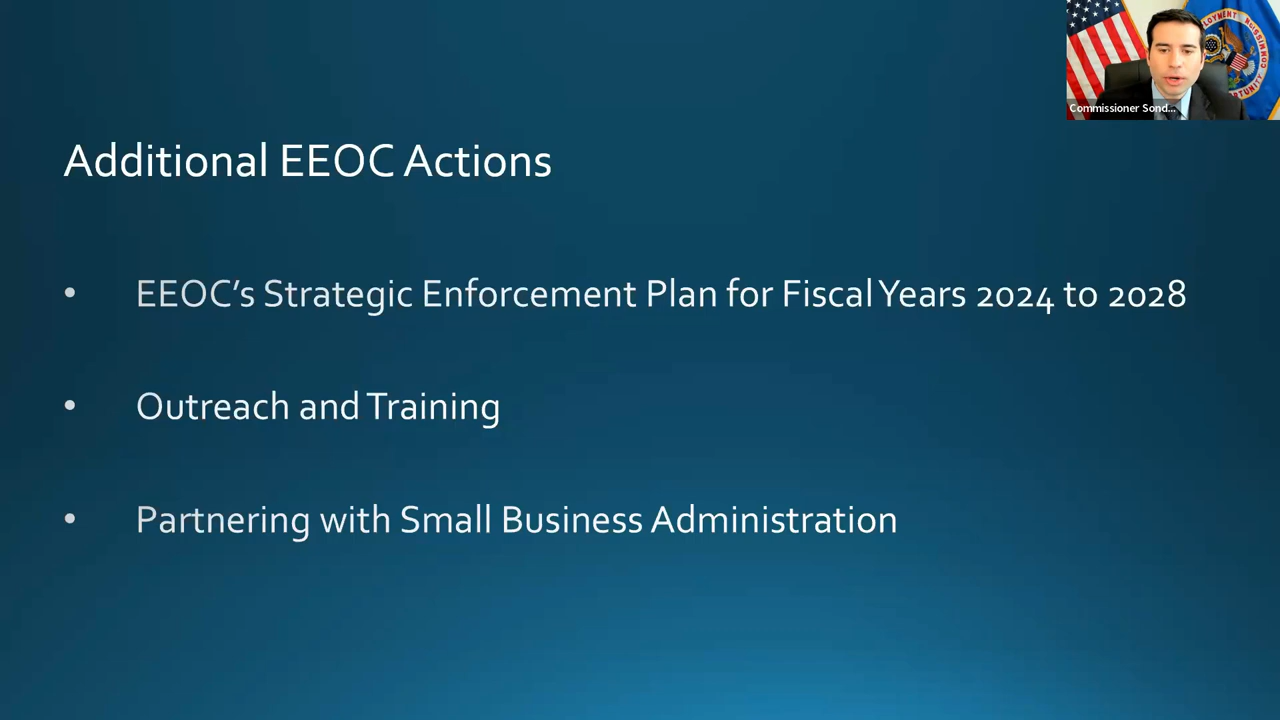 Commissioner Sond...
Additional EEOC Actions
• EEOC’s Strategic Enforcement Plan for Fiscal Years 2024 to 2028
• Outreach and Training
• Partnering with Small Business Administration